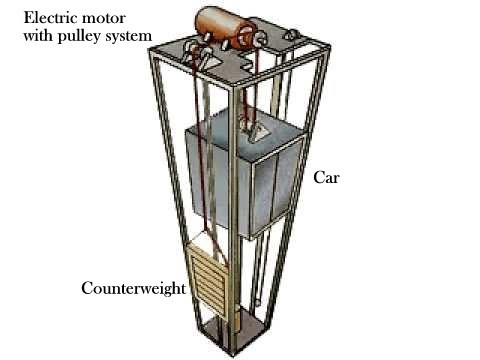 Electric motor
with pulley system
Car
Counterweight